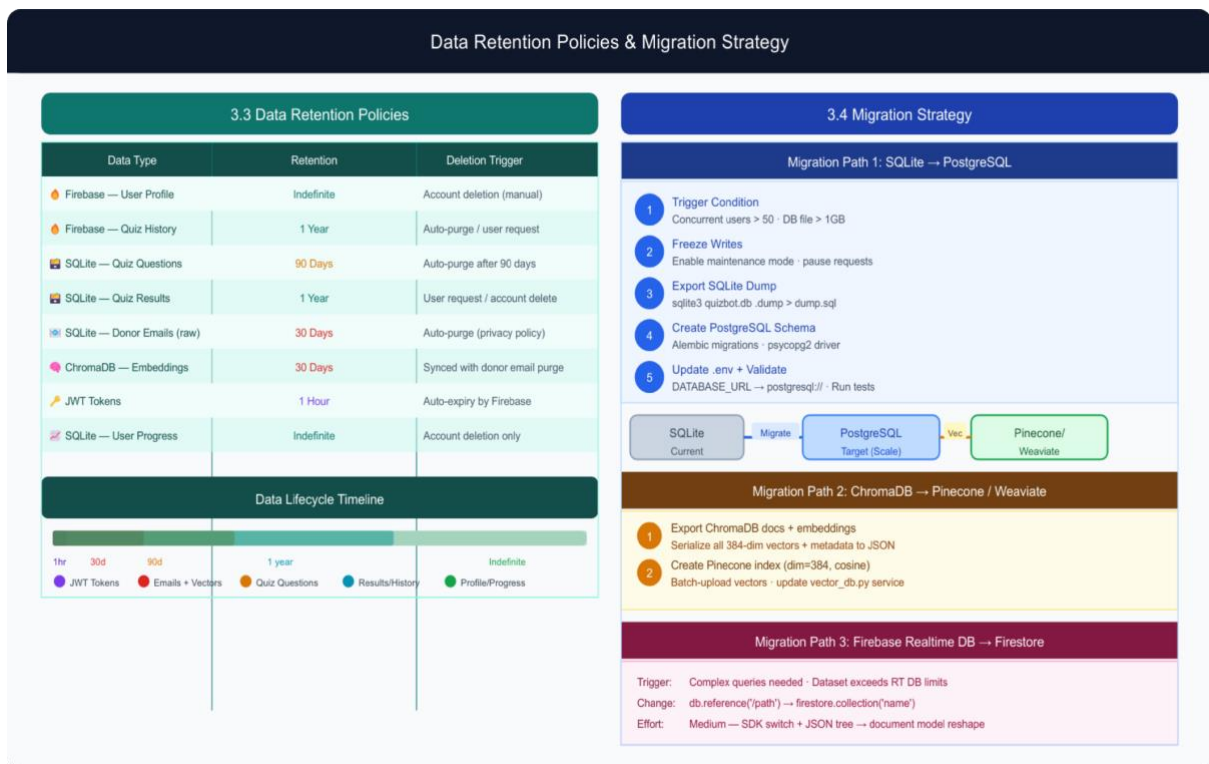 Data Retention Policies & Migration Strategy
3.3 Data Retention Policies
Data Type Retention Deletion Trigger
Firebase — User Profile Indefinite Account deletion (manual)
Firebase — Quiz History 1 Year Auto-purge / user request
SQLite — Quiz Questions 90 Days Auto-purge after 90 days
SQLite — Quiz Results 1 Year User request / account delete
SQLite — Donor Emails (raw) 30 Days Auto-purge (privacy policy)
ChromaDB — Embeddings 30 Days Synced with donor email purge
JWT Tokens 1 Hour Auto-expiry by Firebase
SQLite — User Progress Indefinite Account deletion only
Data Lifecycle Timeline
1hr 30d 90d 1 year Indefinite
JWT Tokens Emails + Vectors Quiz Questions Results/History Profile/Progress
3.4 Migration Strategy
Migration Path 1: SQLite → PostgreSQL
1 Trigger Condition
Concurrent users > 50 · DB file > 1GB
2 Freeze Writes
Enable maintenance mode · pause requests
3 Export SQLite Dump
sqlite3 quizbot.db .dump > dump.sql
4 Create PostgreSQL Schema
Alembic migrations · psycopg2 driver
5 Update .env + Validate
DATABASE_URL → postgresql:// · Run tests
SQLite Migrate PostgreSQL Vec Pinecone/
Current Target (Scale) Weaviate
Migration Path 2: ChromaDB → Pinecone / Weaviate
1 Export ChromaDB docs + embeddings
Serialize all 384-dim vectors + metadata to JSON
2 Create Pinecone index (dim=384, cosine)
Batch-upload vectors · update vector_db.py service
Migration Path 3: Firebase Realtime DB → Firestore
Trigger: Complex queries needed · Dataset exceeds RT DB limits
Change: db.reference('/path') → firestore.collection('name')
Effort: Medium — SDK switch + JSON tree → document model reshape